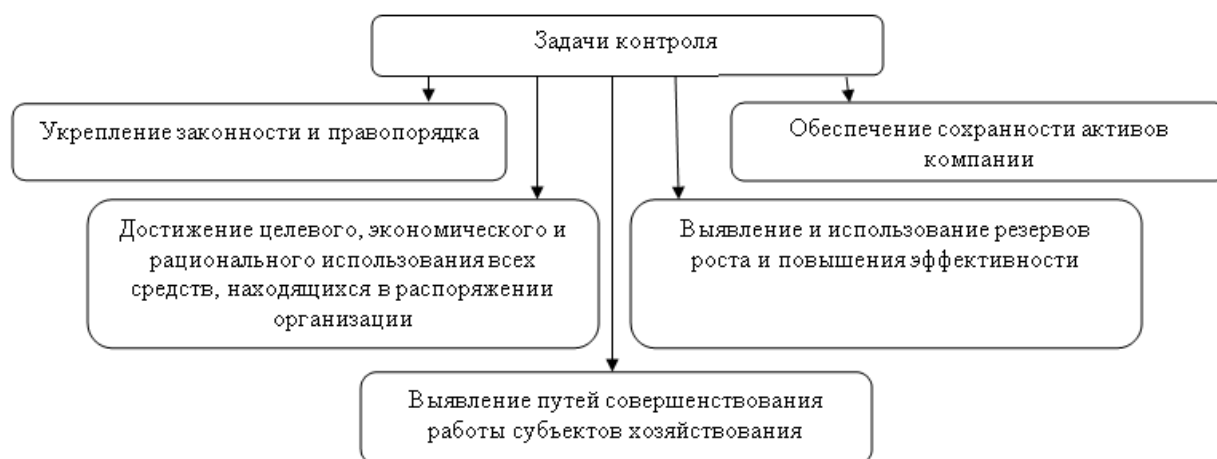 Задачи контроля
Укрепление законности и правопорядка
Обеспечение сохранности активов
компании
Достижение целевого, экономического и
рационального использования всех
средств, находящихся в распоряжении
организации
Выявление и использование резервов
роста и повышения эффективности
Выявление путей совершенствования
работы субъектов хозяйствования